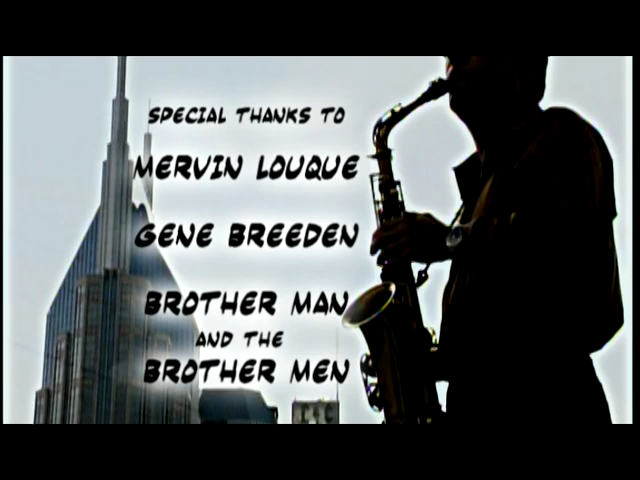 SPECIAL THANKS TO
MERVIN LOUQUE
GENE BREEDEN
BROTHER MAN
AND THE
BROTHER MEN